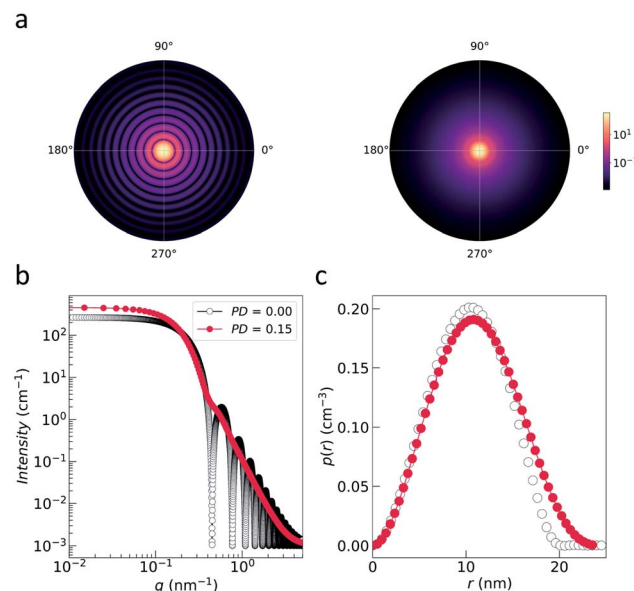 a
90° 90°
180° 0° 180° 0°
10¹
10⁻
270° 270°
b c
PD = 0.00
PD = 0.15
10²
10¹
10⁰
10⁻¹
10⁻²
10⁻³
10⁻² 10⁻¹ 10⁰
Intensity (cm⁻¹)
q (nm⁻¹)
0.20
0.15
0.10
0.05
0.00
0 10 20
p(r) (cm⁻³)
r (nm)